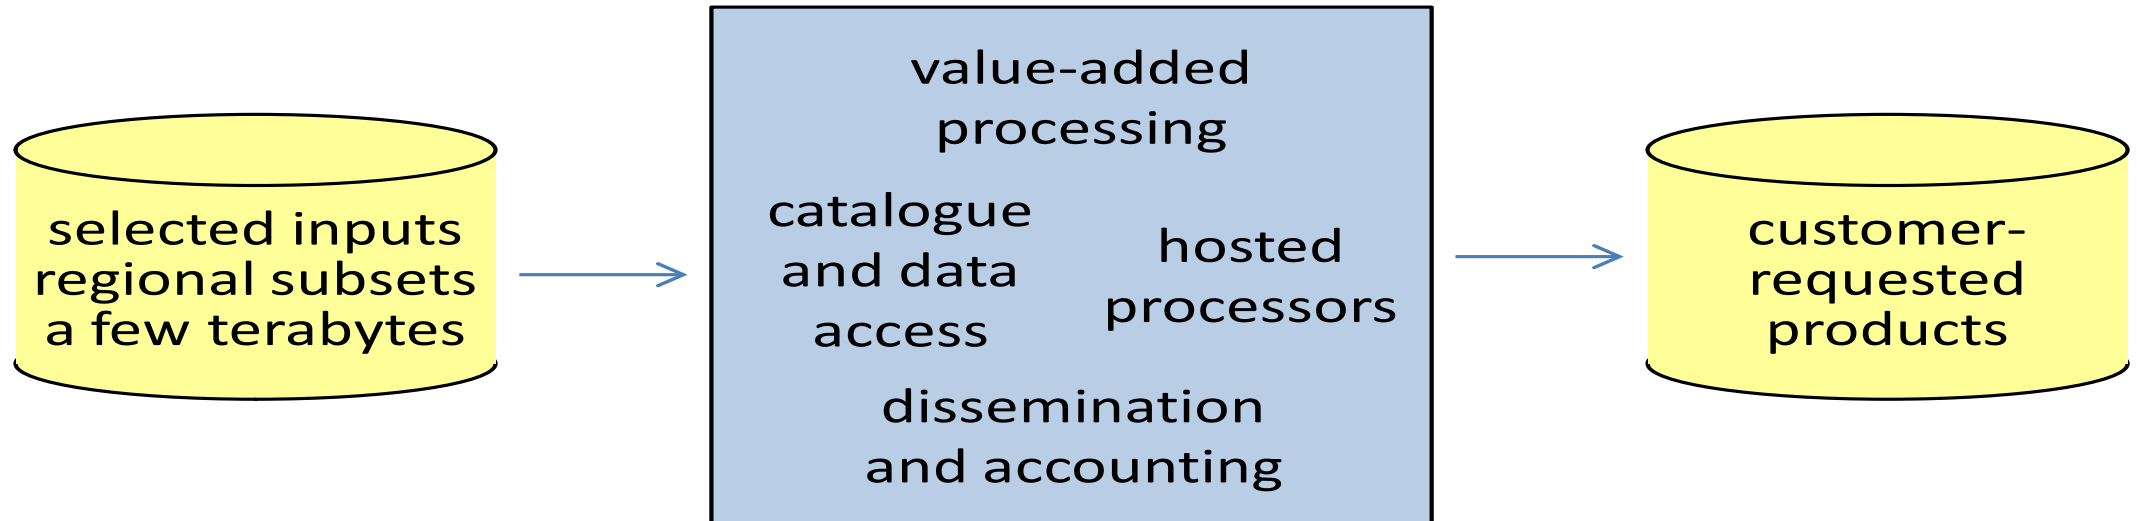 selected inputs
regional subsets
a few terabytes
value-added
processing
catalogue
and data
access
hosted
processors
dissemination
and accounting
customer-
requested
products